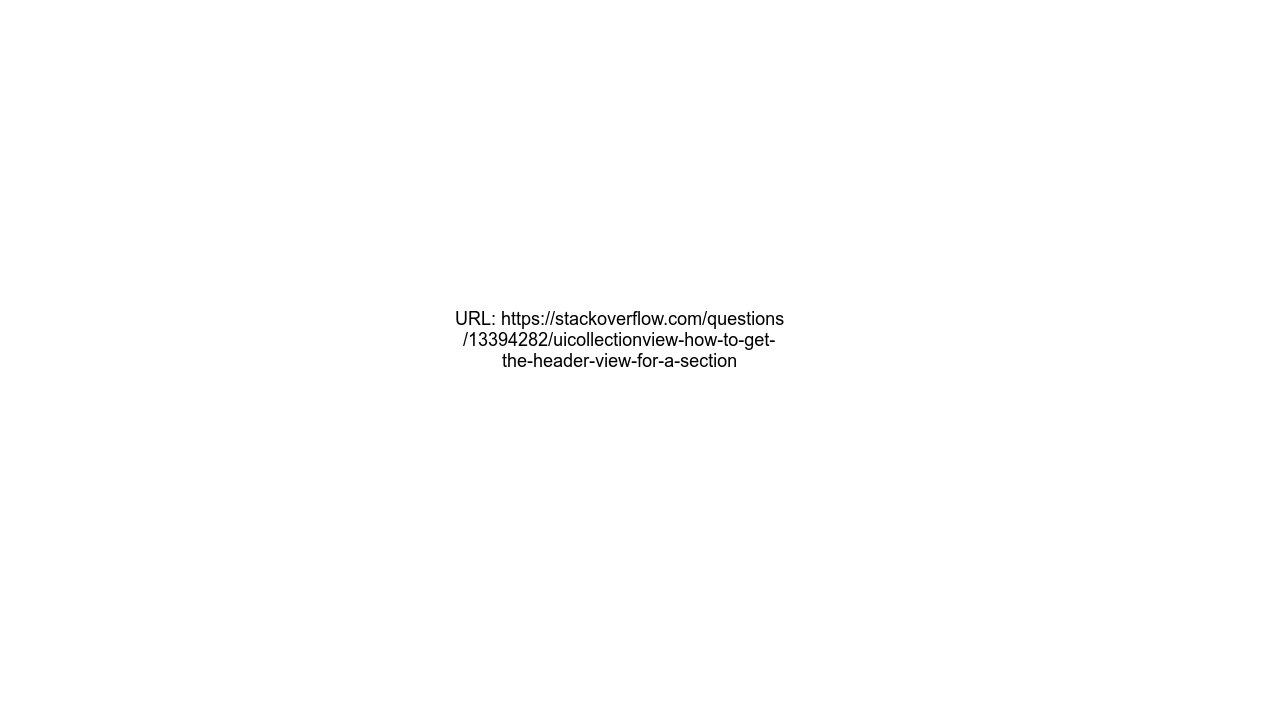 URL: https://stackoverflow.com/questions
/13394282/uicollectionview-how-to-get-
the-header-view-for-a-section